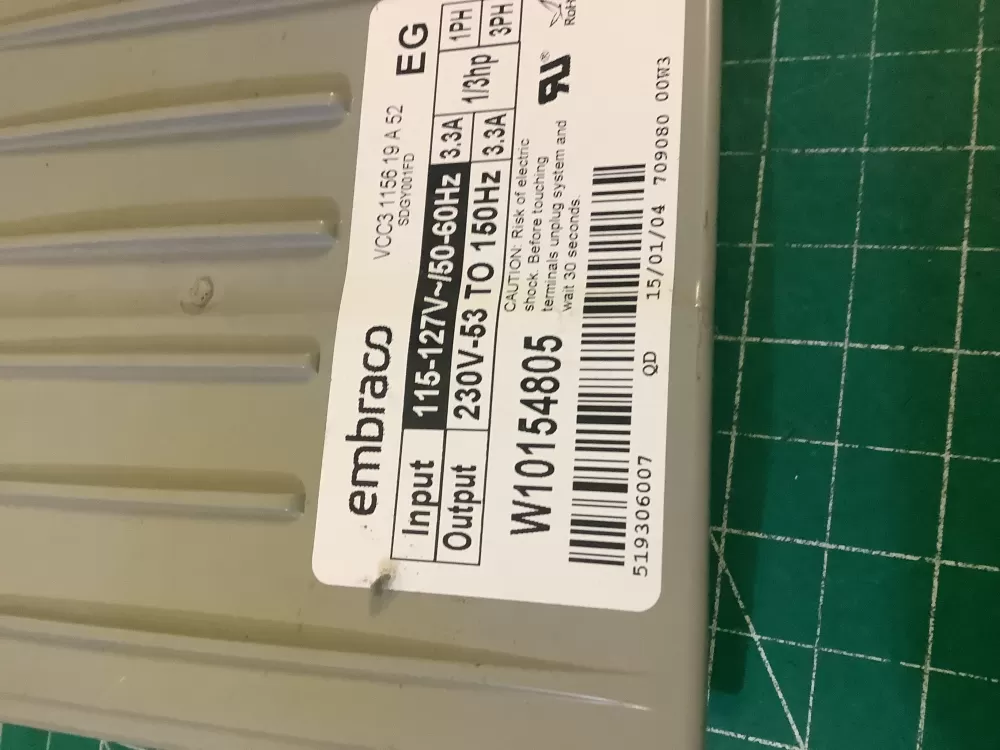 embraco
VCC3 1156 19 A 52
SDGY001FD
EG
Input 115-127V~/50-60Hz 3.3A 1/3hp 1PH
Output 230V-53 TO 150Hz 3.3A 3PH
W10154805
CAUTION: Risk of electric
shock. Before touching
terminals unplug system and
wait 30 seconds.
RoH
519306007 QD 15/01/04 709080 00W3